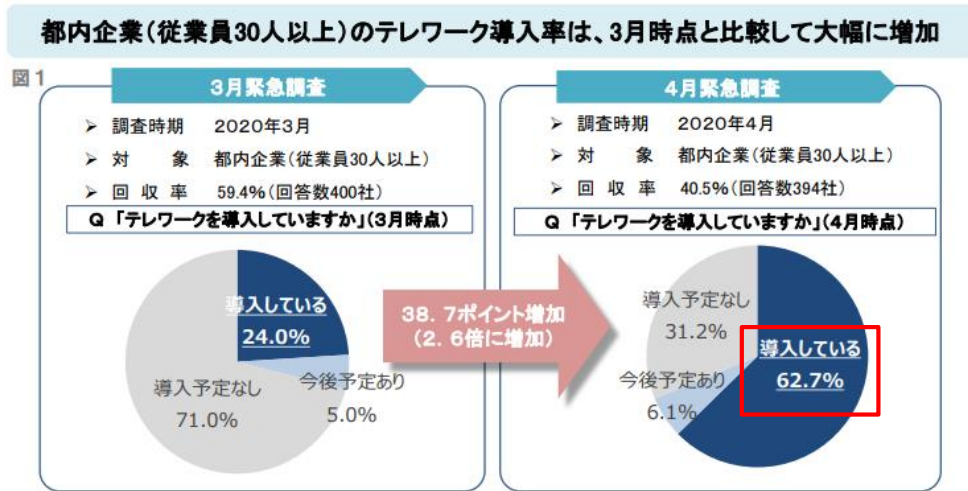 都内企業(従業員30人以上)のテレワーク導入率は、3月時点と比較して大幅に増加
図1
3月緊急調査
➢ 調査時期 2020年3月
➢ 対 象 都内企業(従業員30人以上)
➢ 回 収 率 59.4%(回答数400社)
Q 「テレワークを導入していますか」(3月時点)
導入している
24.0%
今後予定あり
5.0%
導入予定なし
71.0%
38.7ポイント増加
(2.6倍に増加)
4月緊急調査
➢ 調査時期 2020年4月
➢ 対 象 都内企業(従業員30人以上)
➢ 回 収 率 40.5%(回答数394社)
Q 「テレワークを導入していますか」(4月時点)
導入予定なし
31.2%
導入している
62.7%
今後予定あり
6.1%